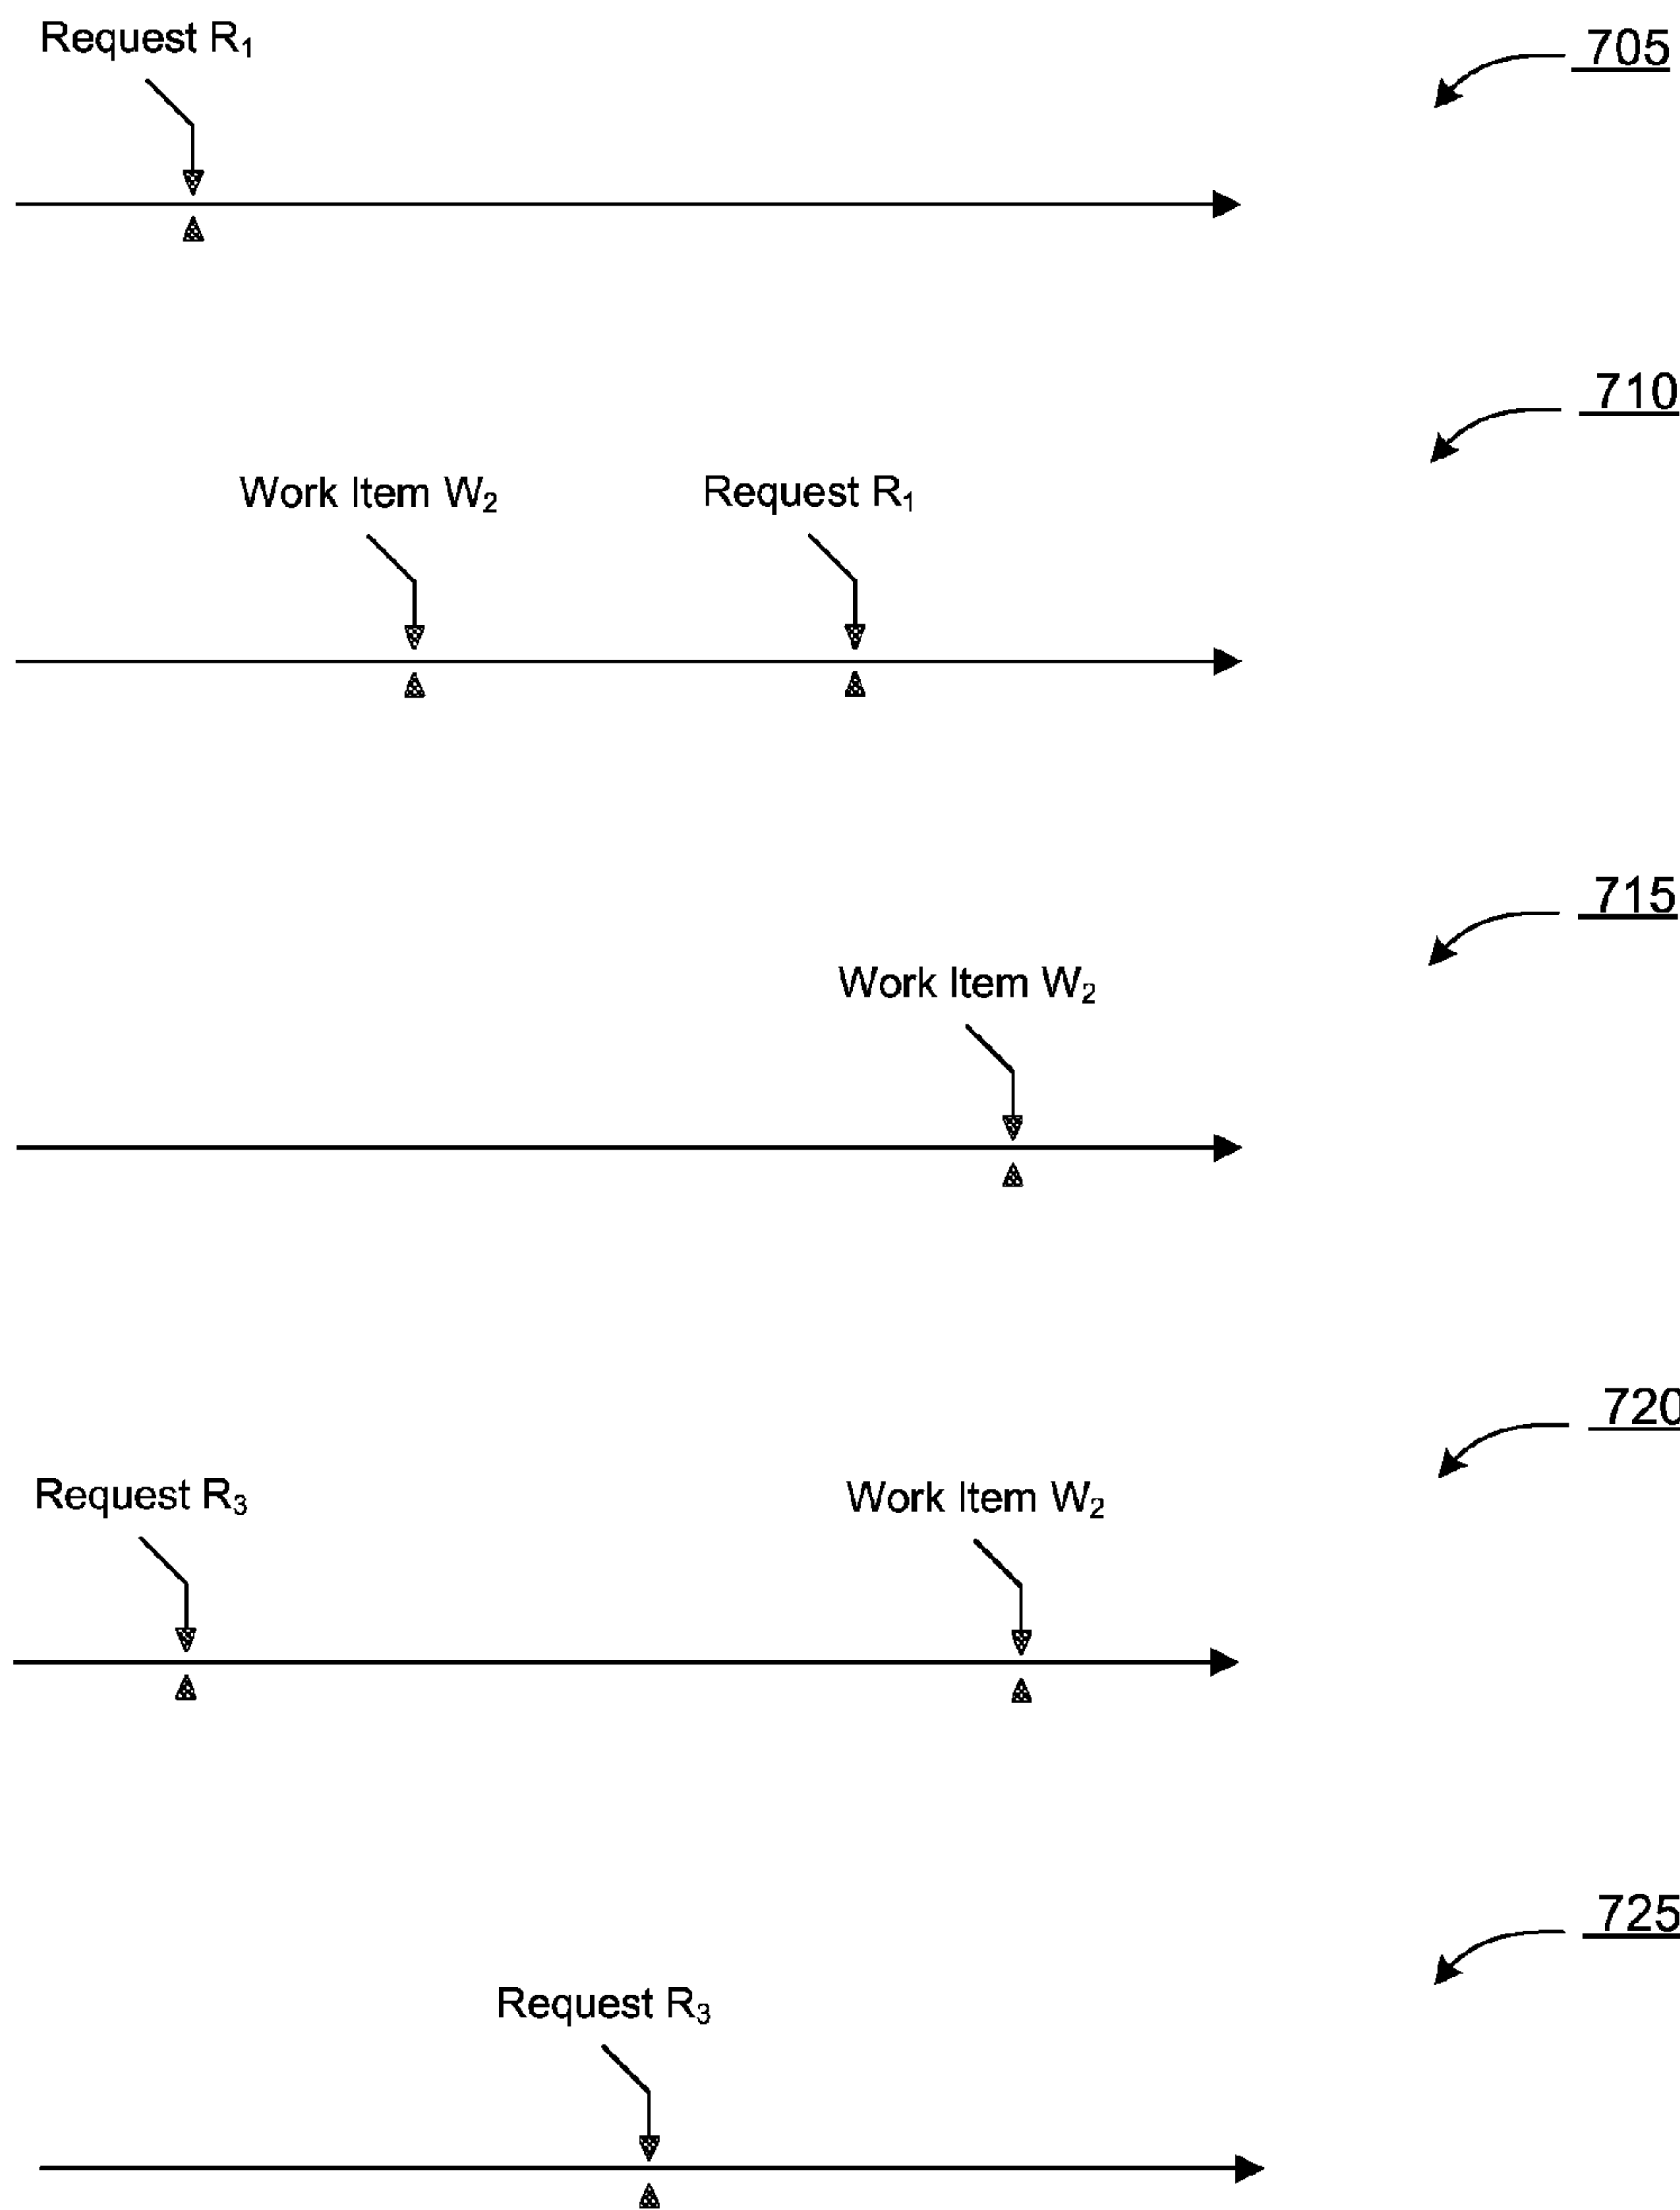 Request R₁
705
710
Work Item W₂ Request R₁
715
Work Item W₂
720
Request R₃ Work Item W₂
725
Request R₃